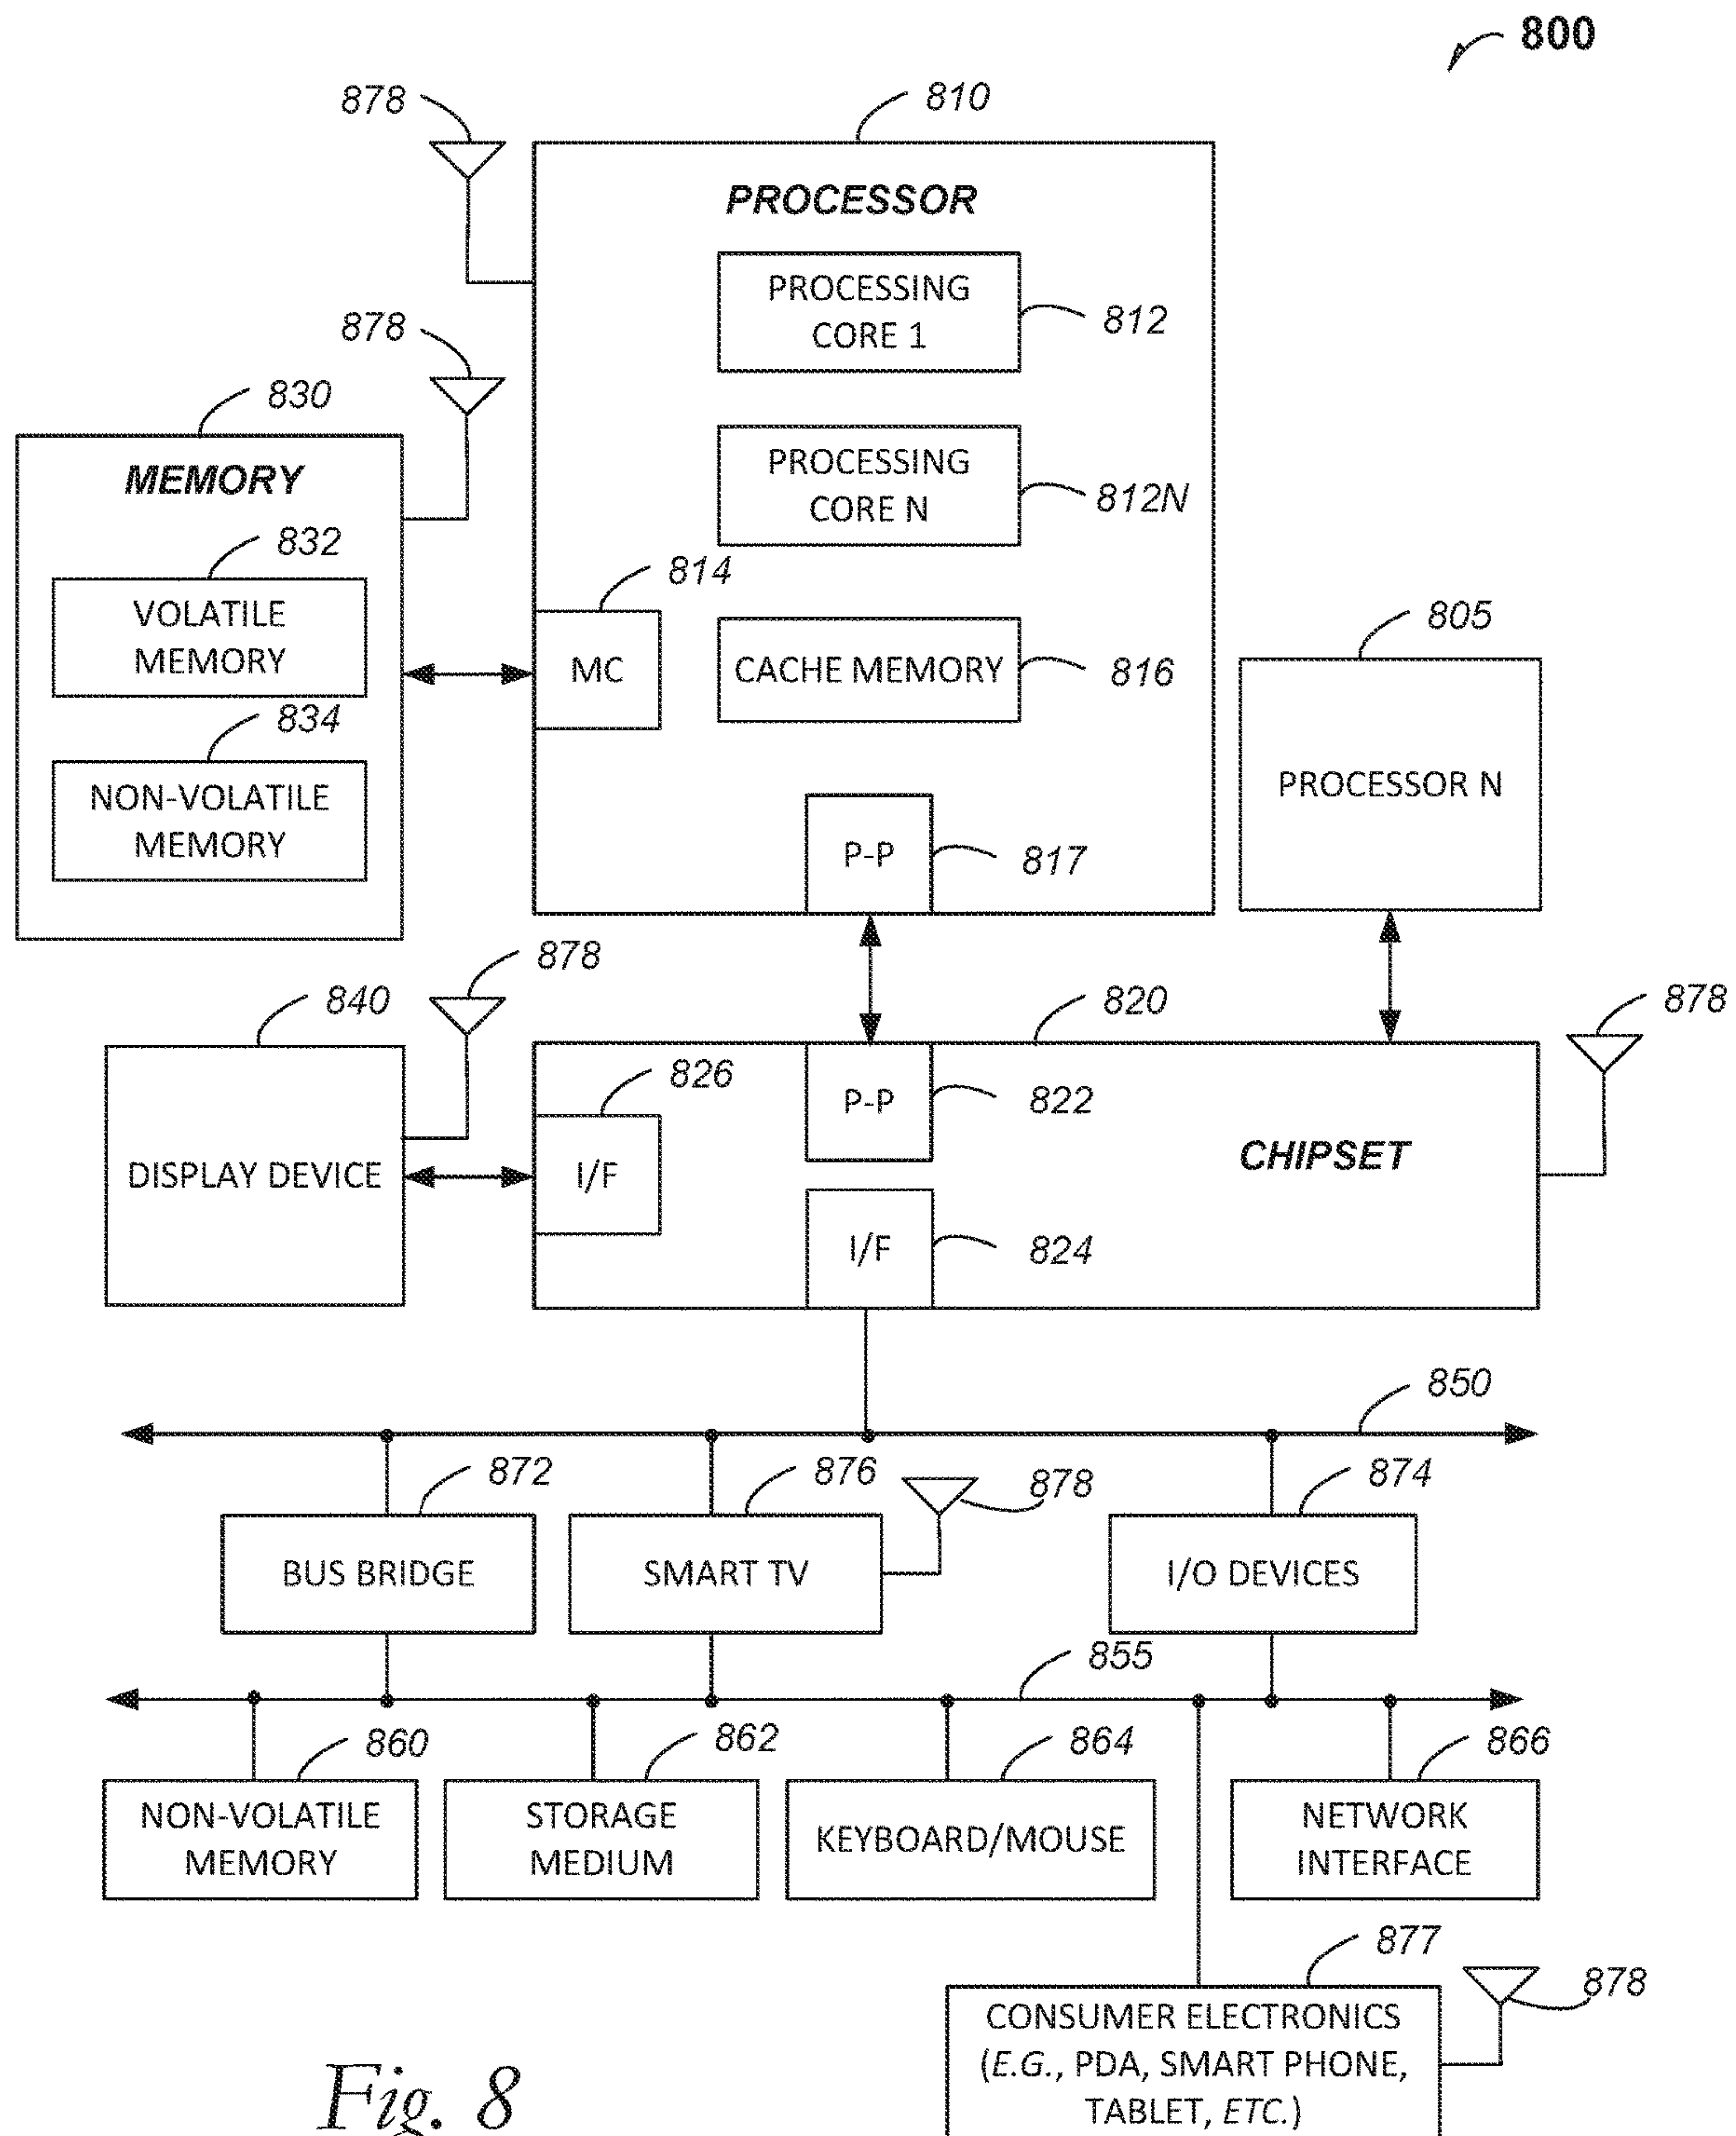 800
878
810
PROCESSOR
PROCESSING
CORE 1
812
878
830
MEMORY
PROCESSING
CORE N
812N
832
VOLATILE
MEMORY
814
MC
CACHE MEMORY
816
805
PROCESSOR N
834
NON-VOLATILE
MEMORY
P-P
817
878
840
DISPLAY DEVICE
820
878
826
I/F
P-P
822
CHIPSET
I/F
824
850
872
BUS BRIDGE
876
SMART TV
878
874
I/O DEVICES
855
860
NON-VOLATILE
MEMORY
862
STORAGE
MEDIUM
864
KEYBOARD/MOUSE
866
NETWORK
INTERFACE
877
CONSUMER ELECTRONICS
(E.G., PDA, SMART PHONE,
TABLET, ETC.)
878
Fig. 8